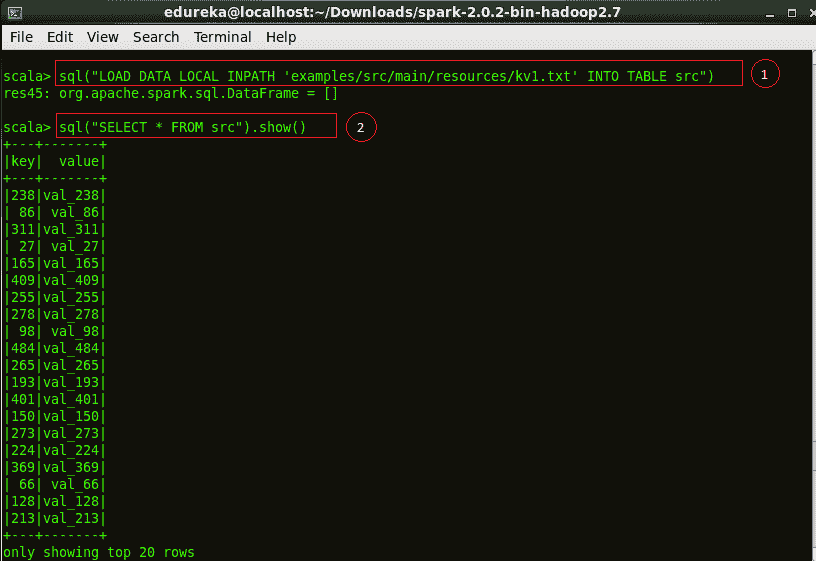 edureka@localhost:~/Downloads/spark-2.0.2-bin-hadoop2.7
File Edit View Search Terminal Help
scala> sql("LOAD DATA LOCAL INPATH 'examples/src/main/resources/kv1.txt' INTO TABLE src") 1
res45: org.apache.spark.sql.DataFrame = []
scala> sql("SELECT * FROM src").show() 2
+---+-------+
|key|  value|
+---+-------+
|238|val_238|
| 86| val_86|
|311|val_311|
| 27| val_27|
|165|val_165|
|409|val_409|
|255|val_255|
|278|val_278|
| 98| val_98|
|484|val_484|
|265|val_265|
|193|val_193|
|401|val_401|
|150|val_150|
|273|val_273|
|224|val_224|
|369|val_369|
| 66| val_66|
|128|val_128|
|213|val_213|
+---+-------+
only showing top 20 rows